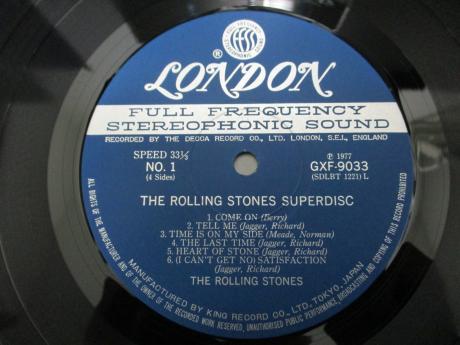 FULL FREQUENCY STEREOPHONIC SOUND
ffss
® LONDON
FULL FREQUENCY
STEREOPHONIC SOUND
RECORDED BY THE DECCA RECORD CO., LTD. LONDON, S.E.I., ENGLAND
SPEED 33⅓ ℗ 1977
NO. 1 GXF-9033
(4 Sides) (SDLBT 1221) L
THE ROLLING STONES SUPERDISC
1. COME ON (Berry)
2. TELL ME (Jagger, Richard)
3. TIME IS ON MY SIDE (Meade, Norman)
4. THE LAST TIME (Jagger, Richard)
5. HEART OF STONE (Jagger, Richard)
6. (I CAN'T GET NO) SATISFACTION
(Jagger, Richard)
THE ROLLING STONES
MANUFACTURED BY KING RECORD CO., LTD. TOKYO, JAPAN
ALL RIGHTS OF THE MANUFACTURER AND OF THE OWNER OF THE RECORDED WORK RESERVED, UNAUTHORISED PUBLIC PERFORMANCE, BROADCASTING AND COPYING OF THIS RECORD PROHIBITED